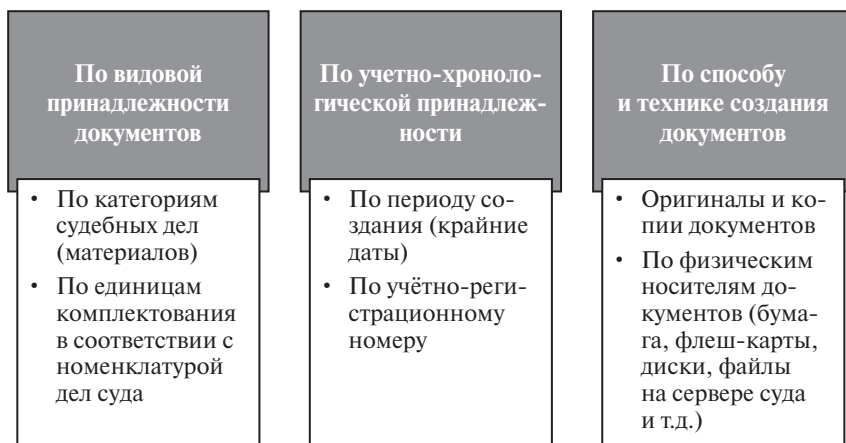 По видовой
принадлежности
документов
• По категориям
судебных дел
(материалов)
• По единицам
комплектования
в соответствии с
номенклатурой
дел суда
По учетно-хроноло-
гической принадлеж-
ности
• По периоду со-
здания (крайние
даты)
• По учётно-реги-
страционному
номеру
По способу
и технике создания
документов
• Оригиналы и ко-
пии документов
• По физическим
носителям до-
кументов (бума-
га, флеш-карты,
диски, файлы
на сервере суда
и т.д.)